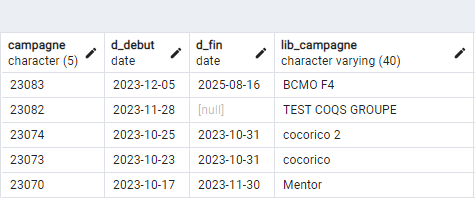 campagne d_debut d_fin lib_campagne
character (5) date date character varying (40)
23083 2023-12-05 2025-08-16 BCMO F4
23082 2023-11-28 [null] TEST COQS GROUPE
23074 2023-10-25 2023-10-31 cocorico 2
23073 2023-10-23 2023-10-31 cocorico
23070 2023-10-17 2023-11-30 Mentor